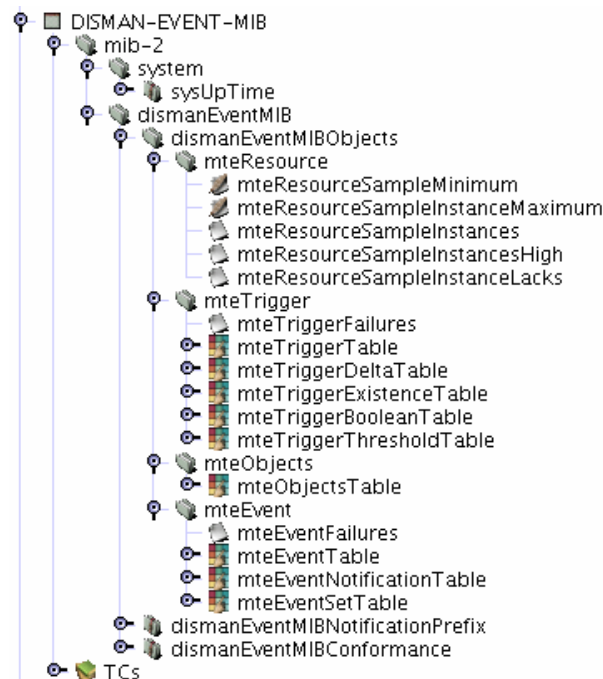 DISMAN-EVENT-MIB
mib-2
system
sysUpTime
dismanEventMIB
dismanEventMIBObjects
mteResource
mteResourceSampleMinimum
mteResourceSampleInstanceMaximum
mteResourceSampleInstances
mteResourceSampleInstancesHigh
mteResourceSampleInstanceLacks
mteTrigger
mteTriggerFailures
mteTriggerTable
mteTriggerDeltaTable
mteTriggerExistenceTable
mteTriggerBooleanTable
mteTriggerThresholdTable
mteObjects
mteObjectsTable
mteEvent
mteEventFailures
mteEventTable
mteEventNotificationTable
mteEventSetTable
dismanEventMIBNotificationPrefix
dismanEventMIBConformance
TCs